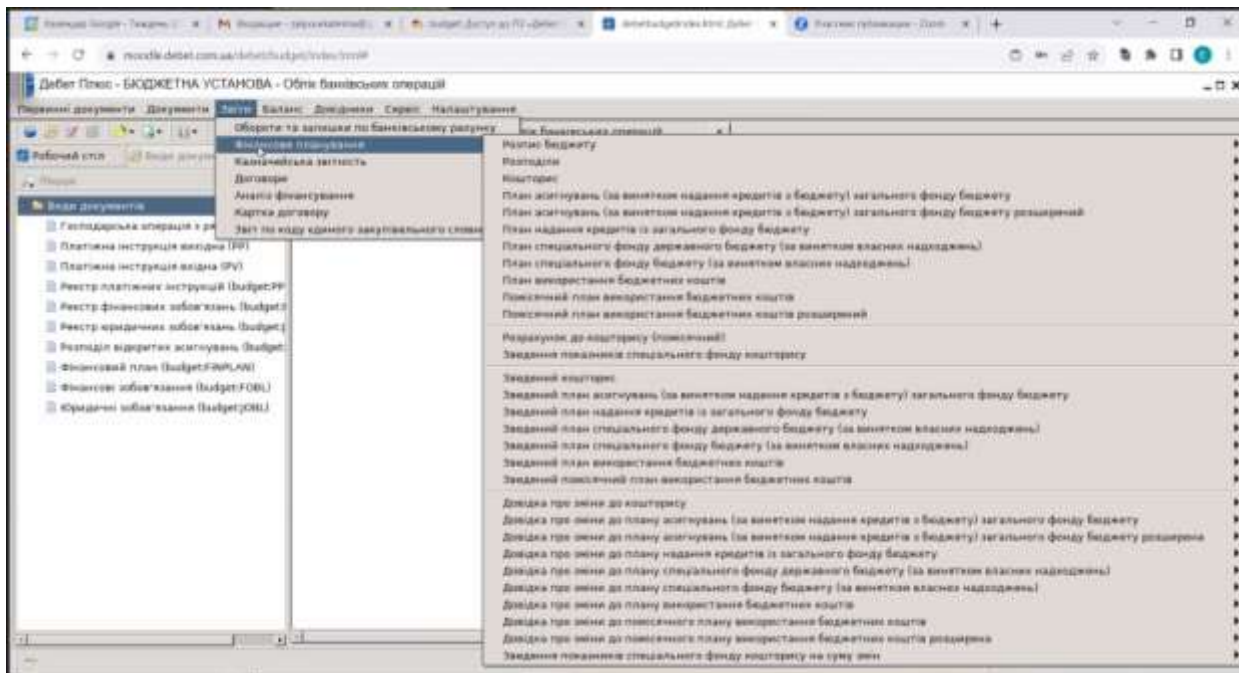 Дебет Плюс - БЮДЖЕТНА УСТАНОВА - Облік банківських операцій
Первинні документи Документи Звіти Баланс Довідники Сервіс Налаштування
Робочий стіл
Види документів
Платіжна інструкція вихідна (PP)
Платіжна інструкція вхідна (PV)
Реєстр платіжних інструкцій (budget:PP
Реєстр фінансових зобов'язань (budget:
Реєстр юридичних зобов'язань (budget:
Розподіл відкритих асигнувань (budget:
Фінансовий план (budget:FINPLAN)
Фінансові зобов'язання (budget:FOBL)
Юридичні зобов'язання (budget:JOBL)
Обороти та залишки по банківському рахунку
Фінансове планування
Казначейська звітність
Договори
Аналіз фінансування
Картка договору
Звіт по коду єдиного закупівельного словн
Розпис бюджету
Розподіли
Кошторис
План асигнувань (за винятком надання кредитів з бюджету) загального фонду бюджету
План асигнувань (за винятком надання кредитів з бюджету) загального фонду бюджету розширений
План надання кредитів із загального фонду бюджету
План спеціального фонду державного бюджету (за винятком власних надходжень)
План спеціального фонду бюджету (за винятком власних надходжень)
План використання бюджетних коштів
Помісячний план використання бюджетних коштів
Помісячний план використання бюджетних коштів розширений
Розрахунок до кошторису (помісячний)
Зведення показників спеціального фонду кошторису
Зведений кошторис
Зведений план асигнувань (за винятком надання кредитів з бюджету) загального фонду бюджету
Зведений план надання кредитів із загального фонду бюджету
Зведений план спеціального фонду державного бюджету (за винятком власних надходжень)
Зведений план спеціального фонду бюджету (за винятком власних надходжень)
Зведений план використання бюджетних коштів
Зведений помісячний план використання бюджетних коштів
Довідка про зміни до кошторису
Довідка про зміни до плану асигнувань (за винятком надання кредитів з бюджету) загального фонду бюджету
Довідка про зміни до плану асигнувань (за винятком надання кредитів з бюджету) загального фонду бюджету розширена
Довідка про зміни до плану надання кредитів із загального фонду бюджету
Довідка про зміни до плану спеціального фонду державного бюджету (за винятком власних надходжень)
Довідка про зміни до плану спеціального фонду бюджету (за винятком власних надходжень)
Довідка про зміни до плану використання бюджетних коштів
Довідка про зміни до помісячного плану використання бюджетних коштів
Довідка про зміни до помісячного плану використання бюджетних коштів розширена
Зведення показників спеціального фонду кошторису на суму змін